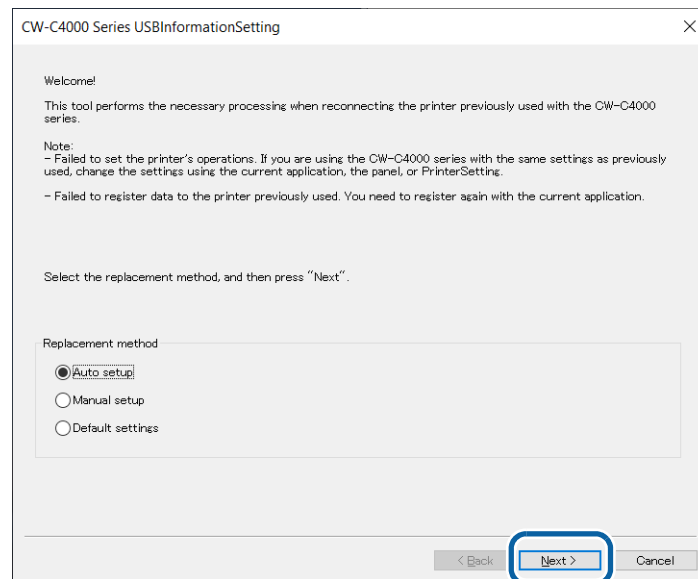 CW-C4000 Series USBInformationSetting
Welcome!
This tool performs the necessary processing when reconnecting the printer previously used with the CW-C4000
series.
Note:
- Failed to set the printer's operations. If you are using the CW-C4000 series with the same settings as previously
used, change the settings using the current application, the panel, or PrinterSetting.
- Failed to register data to the printer previously used. You need to register again with the current application.
Select the replacement method, and then press "Next".
Replacement method
Auto setup
Manual setup
Default settings
< Back Next > Cancel